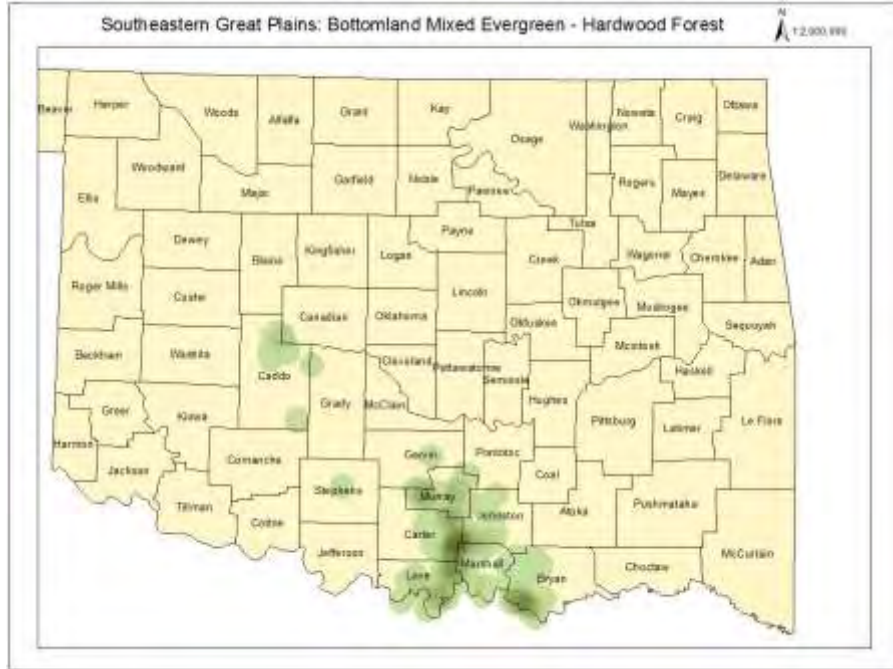 Southeastern Great Plains: Bottomland Mixed Evergreen - Hardwood Forest
N
1:2,000,000
Beaver
Harper
Woods
Alfalfa
Grant
Kay
Osage
Washington
Nowata
Craig
Ottawa
Woodward
Ellis
Major
Garfield
Noble
Pawnee
Rogers
Mayes
Delaware
Dewey
Blaine
Kingfisher
Logan
Payne
Creek
Tulsa
Wagoner
Cherokee
Adair
Roger Mills
Custer
Canadian
Oklahoma
Lincoln
Okfuskee
Okmulgee
Muskogee
Sequoyah
Beckham
Washita
Caddo
Grady
Cleveland
McClain
Pottawatomie
Seminole
Hughes
McIntosh
Haskell
Pittsburg
Latimer
Le Flore
Harmon
Greer
Kiowa
Jackson
Comanche
Garvin
Pontotoc
Coal
Tillman
Cotton
Stephens
Murray
Johnston
Atoka
Pushmataha
Jefferson
Carter
Love
Marshall
Bryan
Choctaw
McCurtain